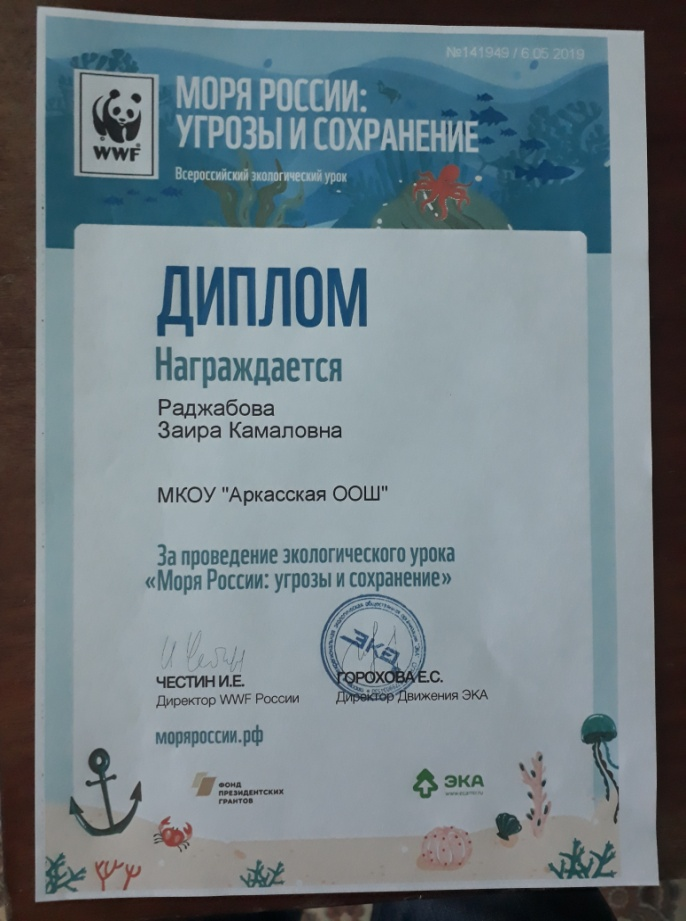 №141949 / 6.05.2019
WWF
МОРЯ РОССИИ:
УГРОЗЫ И СОХРАНЕНИЕ
Всероссийский экологический урок
ДИПЛОМ
Награждается
Раджабова
Заира Камаловна
МКОУ "Аркасская ООШ"
За проведение экологического урока
«Моря России: угрозы и сохранение»
ЭКА
ЧЕСТИН И.Е.
ГОРОХОВА Е.С.
Директор WWF России
Директор Движения ЭКА
моряроссии.рф
ФОНД
ПРЕЗИДЕНТСКИХ
ГРАНТОВ
ЭКА